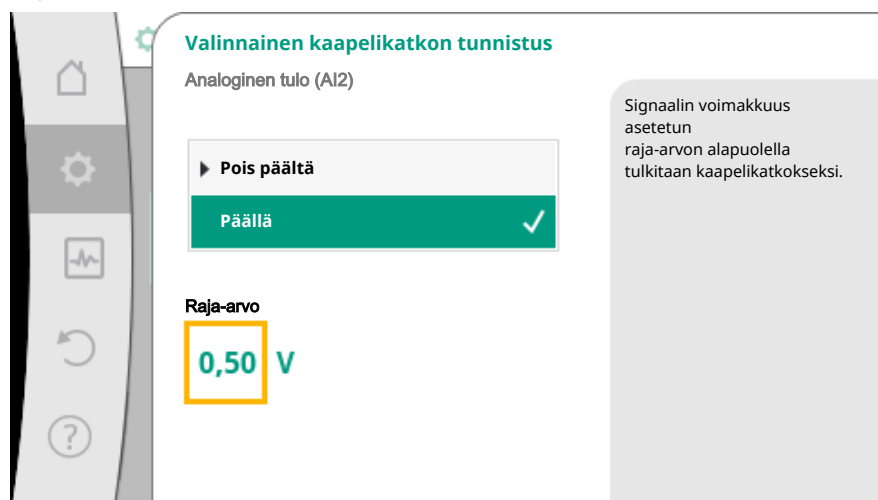 Valinnainen kaapelikatkon tunnistus
Analoginen tulo (AI2)
Pois päältä
Päällä
Raja-arvo
0,50 V
Signaalin voimakkuus
asetetun
raja-arvon alapuolella
tulkitaan kaapelikatkokseksi.
?